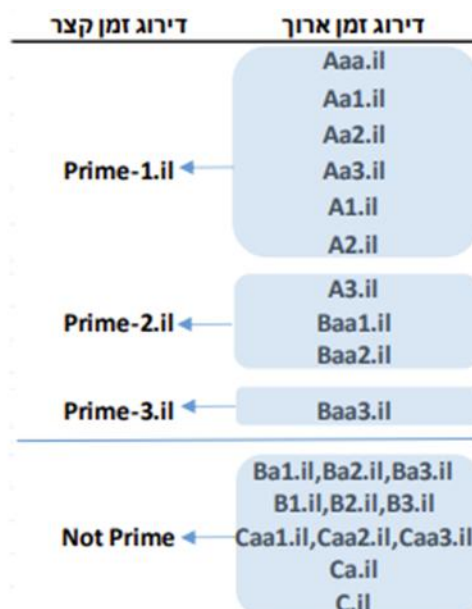 דירוג זמן ארוך דירוג זמן קצר
Aaa.il
Aa1.il
Aa2.il
Aa3.il Prime-1.il
A1.il
A2.il
A3.il
Baa1.il Prime-2.il
Baa2.il
Baa3.il Prime-3.il
Ba1.il,Ba2.il,Ba3.il
B1.il,B2.il,B3.il
Caa1.il,Caa2.il,Caa3.il Not Prime
Ca.il
C.il